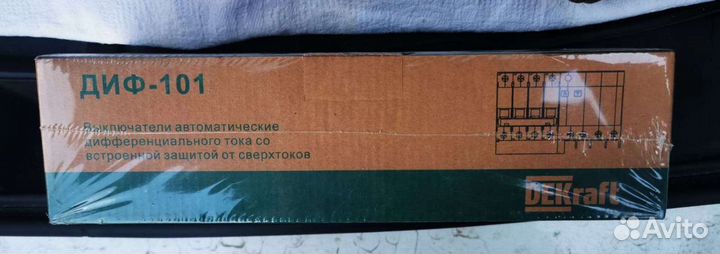 ДИФ-101
Выключатели автоматические
дифференциального тока со
встроенной защитой от сверхтоков
DEKraft
Avito